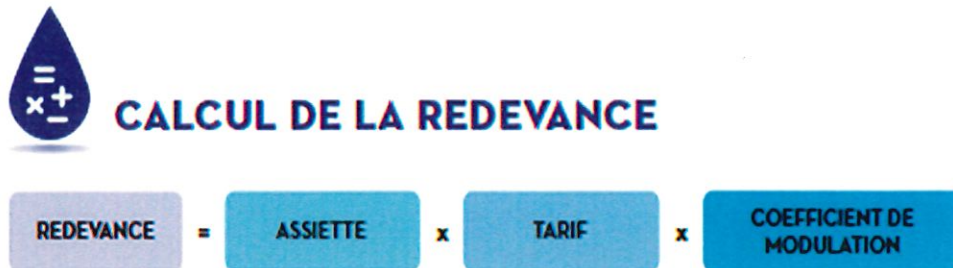 =
×+
−
CALCUL DE LA REDEVANCE
REDEVANCE = ASSIETTE x TARIF x COEFFICIENT DE
MODULATION